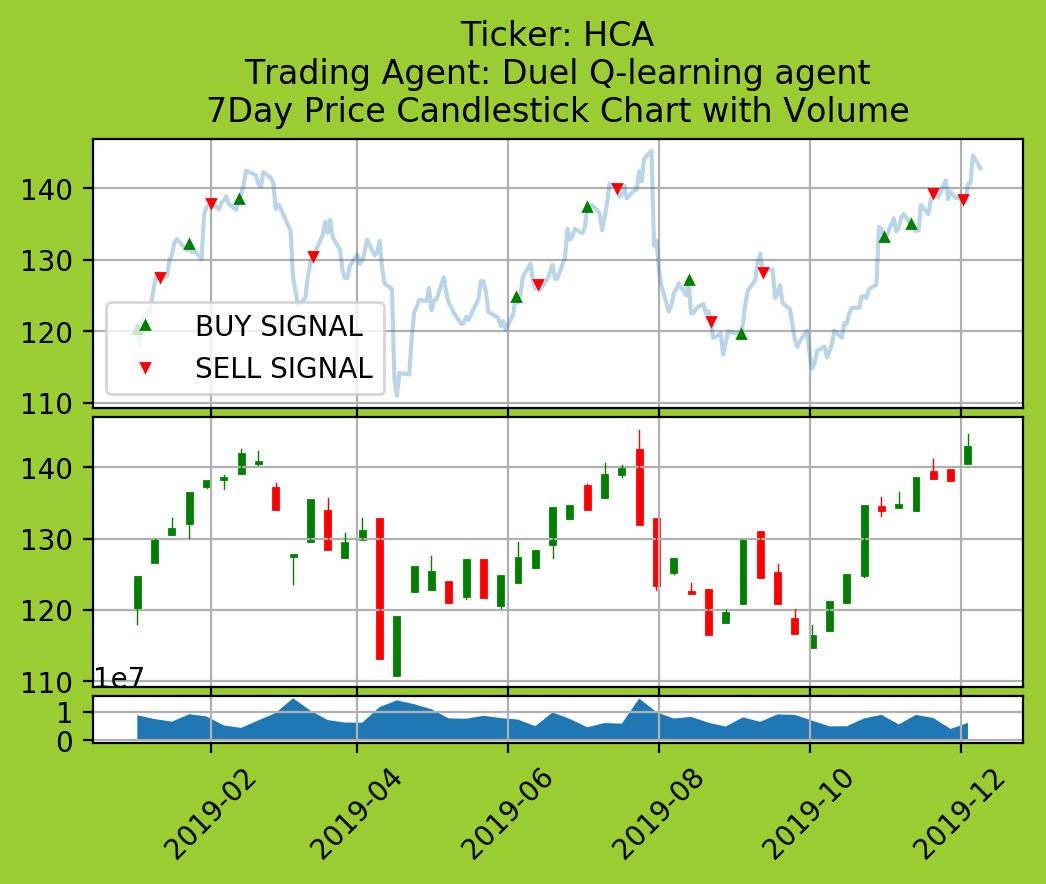 Ticker: HCA
Trading Agent: Duel Q-learning agent
7Day Price Candlestick Chart with Volume
140
130
120
110
BUY SIGNAL
SELL SIGNAL
140
130
120
110
1e7
1
0
2019-02
2019-04
2019-06
2019-08
2019-10
2019-12